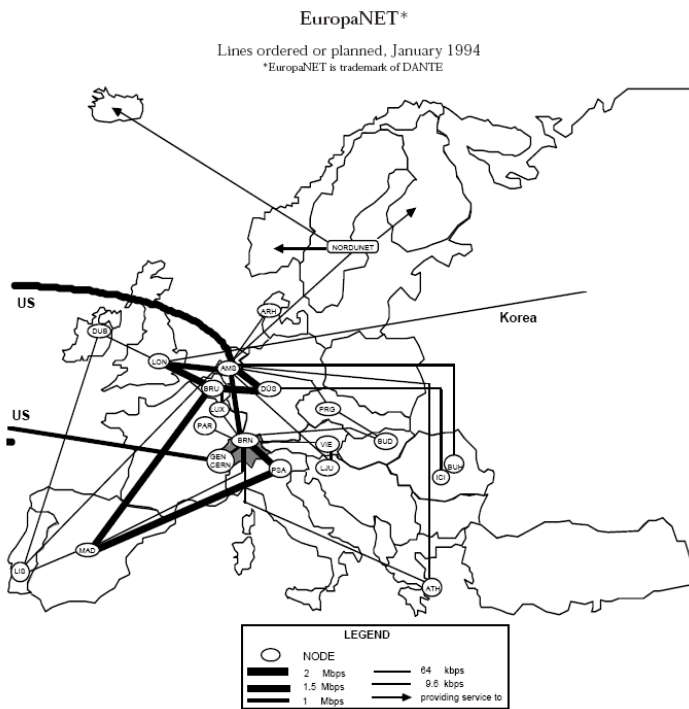 EuropaNET*
Lines ordered or planned, January 1994
*EuropaNET is trademark of DANTE
NORDUNET
US
Korea
ARH
DUB
LON
AMS
BRU
DÜS
LUX
PRG
PAR
US
BRN
VIE
BUD
GEN
CERN
PSA
LJU
ICI
BUH
MAD
LIS
ATH
LEGEND
NODE
2 Mbps
64 kbps
1.5 Mbps
9.6 kbps
1 Mbps
providing service to